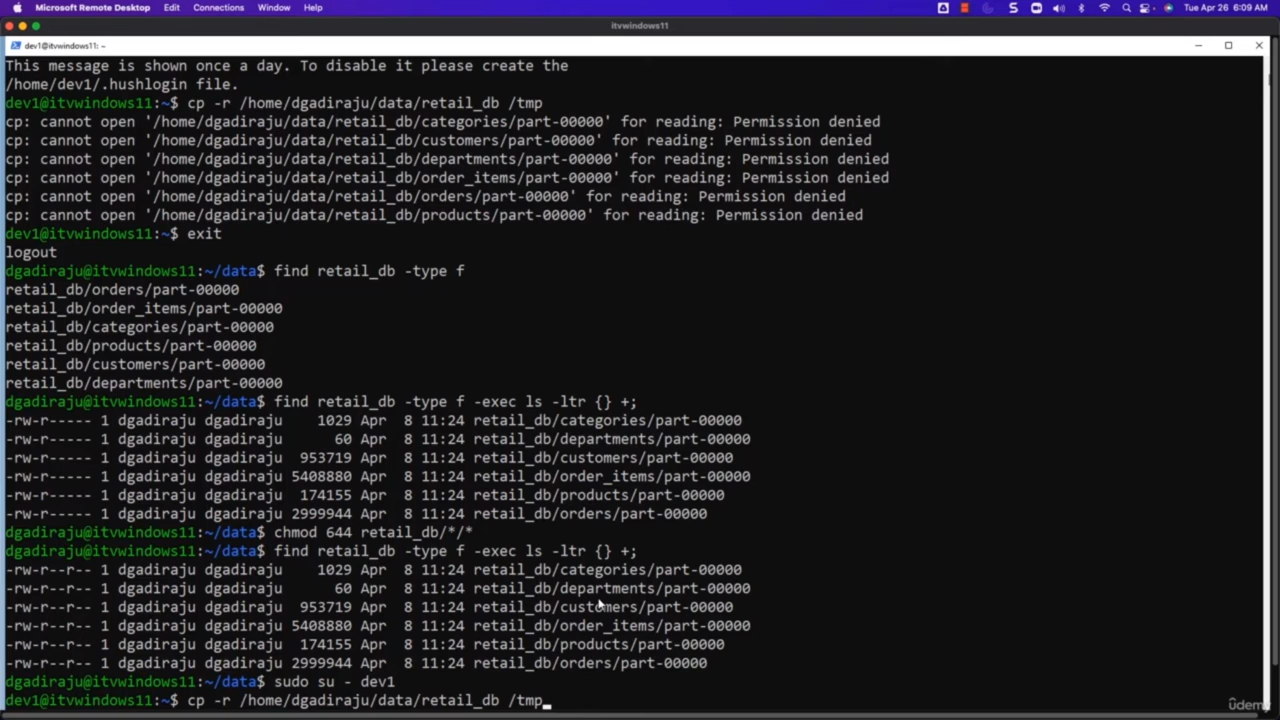 Microsoft Remote Desktop Edit Connections Window Help Tue Apr 26 6:09 AM
itvwindows11
dev1@itvwindows11: ~
This message is shown once a day. To disable it please create the
/home/dev1/.hushlogin file.
dev1@itvwindows11:~$ cp -r /home/dgadiraju/data/retail_db /tmp
cp: cannot open '/home/dgadiraju/data/retail_db/categories/part-00000' for reading: Permission denied
cp: cannot open '/home/dgadiraju/data/retail_db/customers/part-00000' for reading: Permission denied
cp: cannot open '/home/dgadiraju/data/retail_db/departments/part-00000' for reading: Permission denied
cp: cannot open '/home/dgadiraju/data/retail_db/order_items/part-00000' for reading: Permission denied
cp: cannot open '/home/dgadiraju/data/retail_db/orders/part-00000' for reading: Permission denied
cp: cannot open '/home/dgadiraju/data/retail_db/products/part-00000' for reading: Permission denied
dev1@itvwindows11:~$ exit
logout
dgadiraju@itvwindows11:~/data$ find retail_db -type f
retail_db/orders/part-00000
retail_db/order_items/part-00000
retail_db/categories/part-00000
retail_db/products/part-00000
retail_db/customers/part-00000
retail_db/departments/part-00000
dgadiraju@itvwindows11:~/data$ find retail_db -type f -exec ls -ltr {} +;
-rw-r----- 1 dgadiraju dgadiraju    1029 Apr  8 11:24 retail_db/categories/part-00000
-rw-r----- 1 dgadiraju dgadiraju      60 Apr  8 11:24 retail_db/departments/part-00000
-rw-r----- 1 dgadiraju dgadiraju  953719 Apr  8 11:24 retail_db/customers/part-00000
-rw-r----- 1 dgadiraju dgadiraju 5408880 Apr  8 11:24 retail_db/order_items/part-00000
-rw-r----- 1 dgadiraju dgadiraju  174155 Apr  8 11:24 retail_db/products/part-00000
-rw-r----- 1 dgadiraju dgadiraju 2999944 Apr  8 11:24 retail_db/orders/part-00000
dgadiraju@itvwindows11:~/data$ chmod 644 retail_db/*/*
dgadiraju@itvwindows11:~/data$ find retail_db -type f -exec ls -ltr {} +;
-rw-r--r-- 1 dgadiraju dgadiraju    1029 Apr  8 11:24 retail_db/categories/part-00000
-rw-r--r-- 1 dgadiraju dgadiraju      60 Apr  8 11:24 retail_db/departments/part-00000
-rw-r--r-- 1 dgadiraju dgadiraju  953719 Apr  8 11:24 retail_db/customers/part-00000
-rw-r--r-- 1 dgadiraju dgadiraju 5408880 Apr  8 11:24 retail_db/order_items/part-00000
-rw-r--r-- 1 dgadiraju dgadiraju  174155 Apr  8 11:24 retail_db/products/part-00000
-rw-r--r-- 1 dgadiraju dgadiraju 2999944 Apr  8 11:24 retail_db/orders/part-00000
dgadiraju@itvwindows11:~/data$ sudo su - dev1
dev1@itvwindows11:~$ cp -r /home/dgadiraju/data/retail_db /tmp
ûdemy